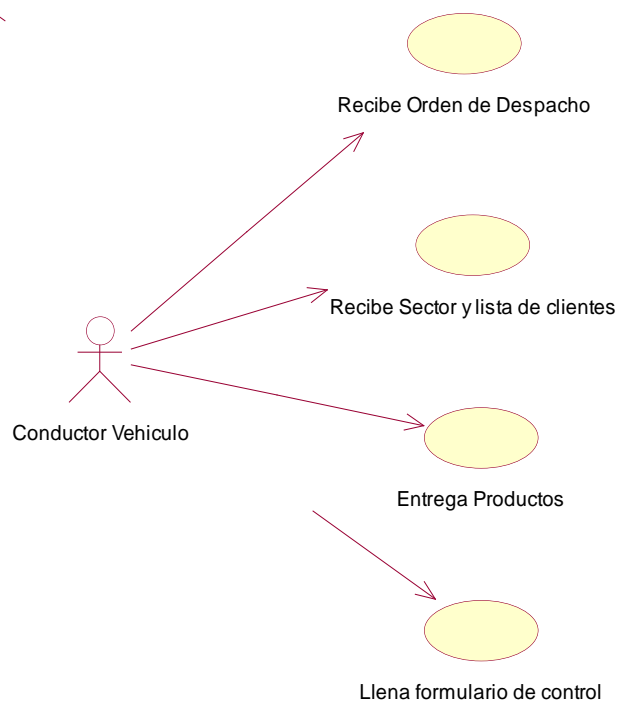 Recibe Orden de Despacho
Recibe Sector y lista de clientes
Conductor Vehiculo
Entrega Productos
Llena formulario de control